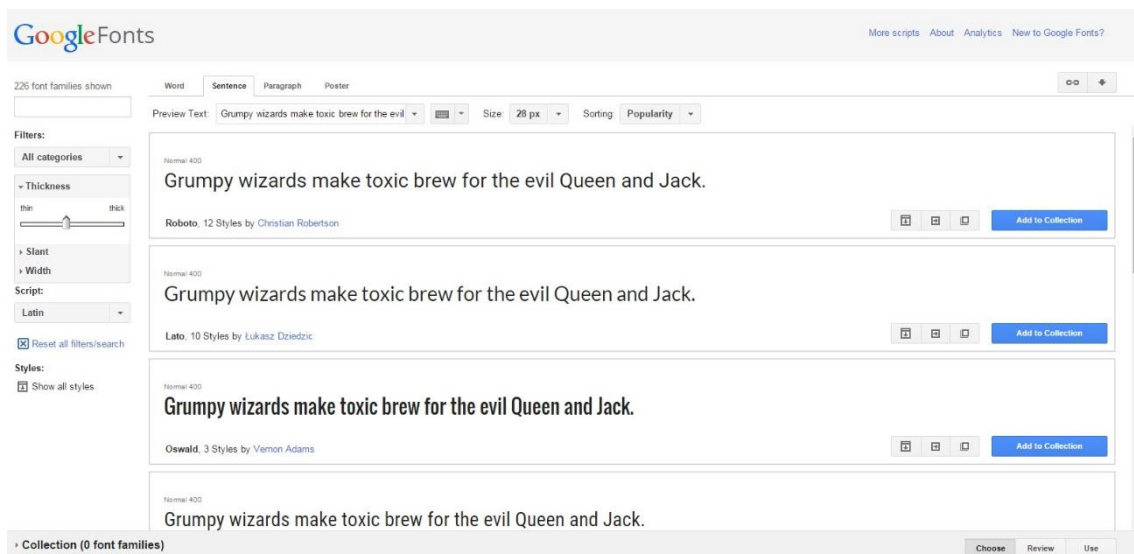 GoogleFonts
More scripts About Analytics New to Google Fonts?
226 font families shown
Word Sentence Paragraph Poster
Preview Text: Grumpy wizards make toxic brew for the evil Size: 28 px Sorting: Popularity
Filters:
All categories
Thickness
thin thick
Slant
Width
Script:
Latin
Reset all filters/search
Styles:
Show all styles
Normal 400
Grumpy wizards make toxic brew for the evil Queen and Jack.
Roboto, 12 Styles by Christian Robertson
Add to Collection
Normal 400
Grumpy wizards make toxic brew for the evil Queen and Jack.
Lato, 10 Styles by Łukasz Dziedzic
Add to Collection
Normal 400
Grumpy wizards make toxic brew for the evil Queen and Jack.
Oswald, 3 Styles by Vernon Adams
Add to Collection
Normal 400
Grumpy wizards make toxic brew for the evil Queen and Jack.
Collection (0 font families)
Choose Review Use